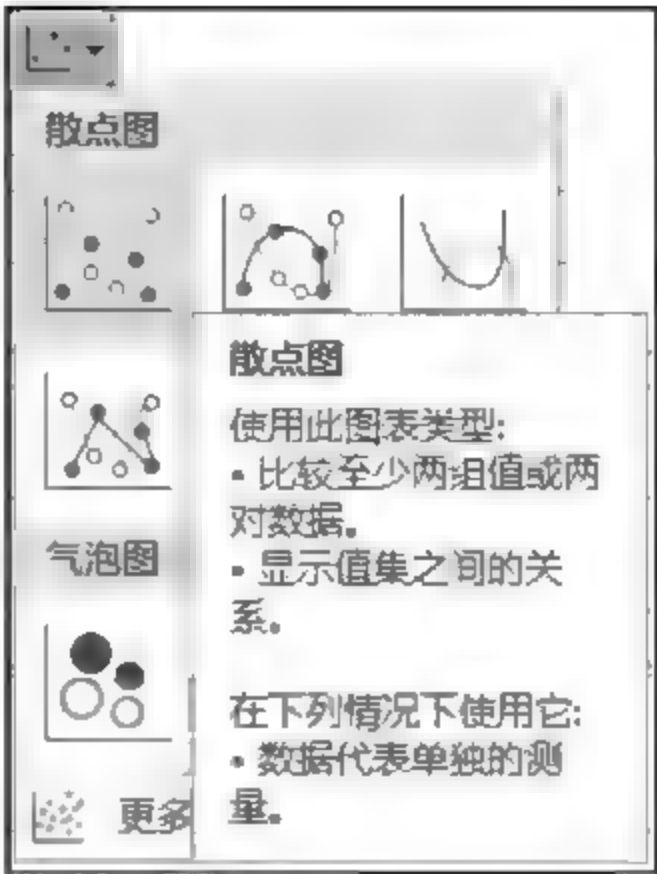 散点图
散点图
使用此图表类型:
• 比较至少两组值或两
对数据。
• 显示值集之间的关
系。
气泡图
在下列情况下使用它:
• 数据代表单独的测
量。
更多